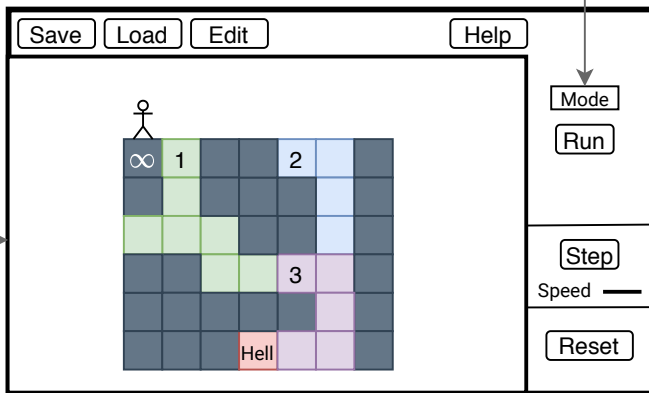 Save Load Edit Help
Mode
Run
∞ 1 2
3
Step
Speed
Hell
Reset